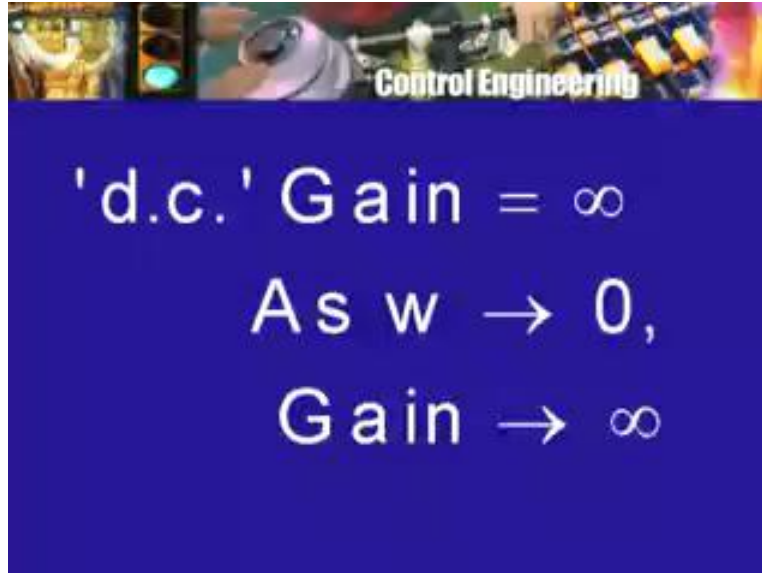 Control Engineering
'd.c.' Gain = ∞
As w → 0,
Gain → ∞